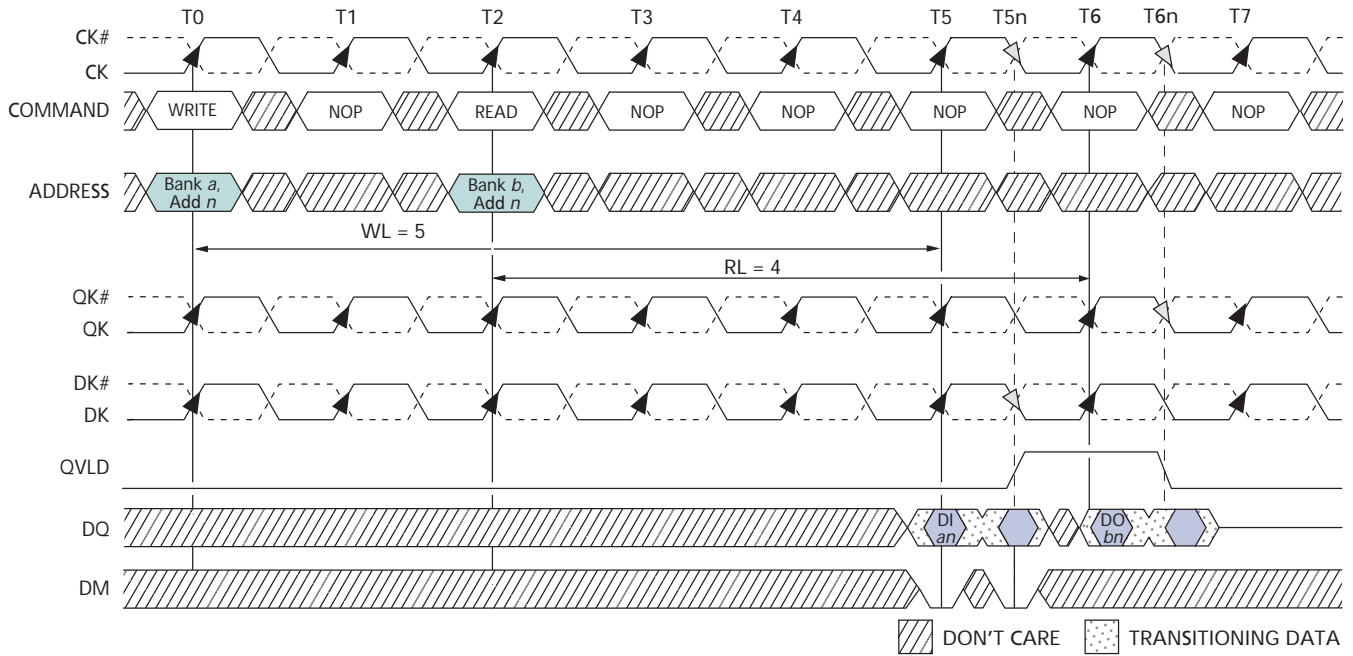 T0 T1 T2 T3 T4 T5 T5n T6 T6n T7
CK#
CK
COMMAND WRITE NOP READ NOP NOP NOP NOP NOP
ADDRESS Bank a, Add n Bank b, Add n
WL = 5
RL = 4
QK#
QK
DK#
DK
QVLD
DQ DI an DO bn
DM
DON'T CARE TRANSITIONING DATA